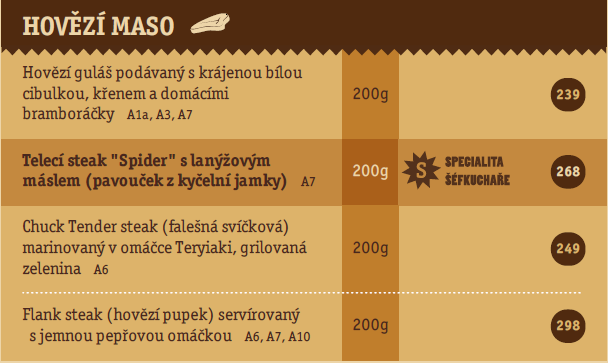 HOVĚZÍ MASO
Hovězí guláš podávaný s krájenou bílou
cibulkou, křenem a domácími
bramboráčky A1a, A3, A7
200g
239
Telecí steak "Spider" s lanýžovým
máslem (pavouček z kyčelní jamky) A7
200g
S SPECIALITA
ŠÉFKUCHAŘE
268
Chuck Tender steak (falešná svíčková)
marinovaný v omáčce Teryiaki, grilovaná
zelenina A6
200g
249
Flank steak (hovězí pupek) servírovaný
s jemnou pepřovou omáčkou A6, A7, A10
200g
298